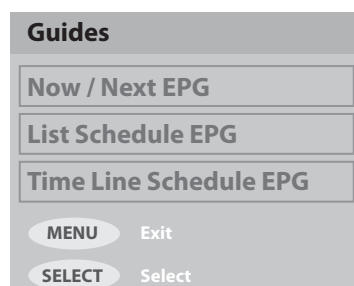 Guides
Now / Next EPG
List Schedule EPG
Time Line Schedule EPG
MENU Exit
SELECT Select